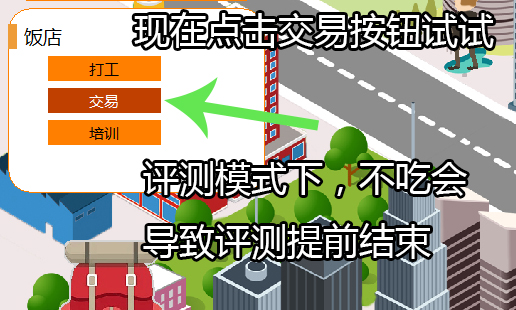 现在点击交易按钮试试
饭店
打工
交易
培训
评测模式下，不吃会
导致评测提前结束